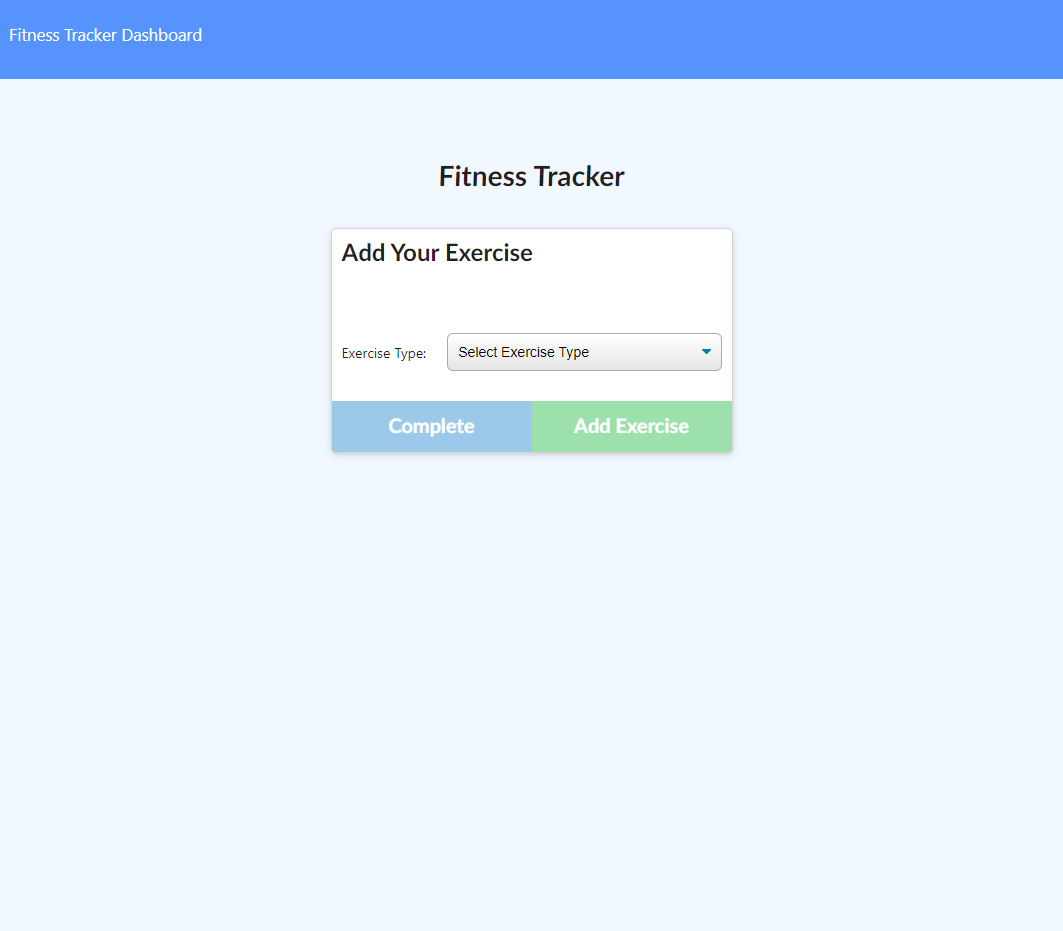 Fitness Tracker Dashboard
Fitness Tracker
Add Your Exercise
Exercise Type: Select Exercise Type
Complete Add Exercise